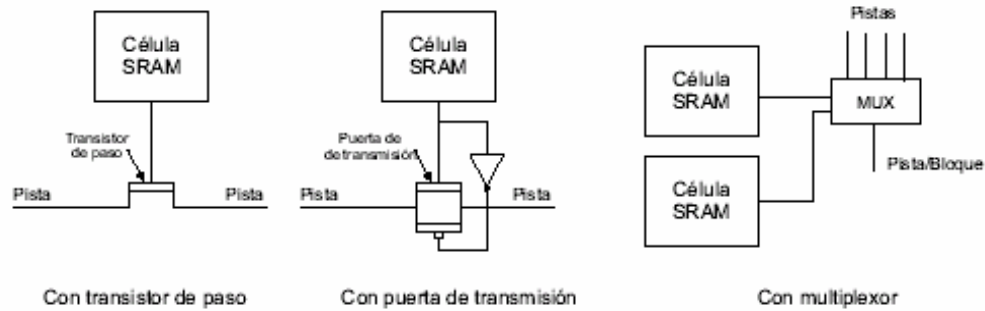 Célula
SRAM
Transistor
de paso
Pista
Pista
Con transistor de paso
Célula
SRAM
Puerta de
de transmisión
Pista
Pista
Con puerta de transmisión
Pistas
Célula
SRAM
MUX
Célula
SRAM
Pista/Bloque
Con multiplexor